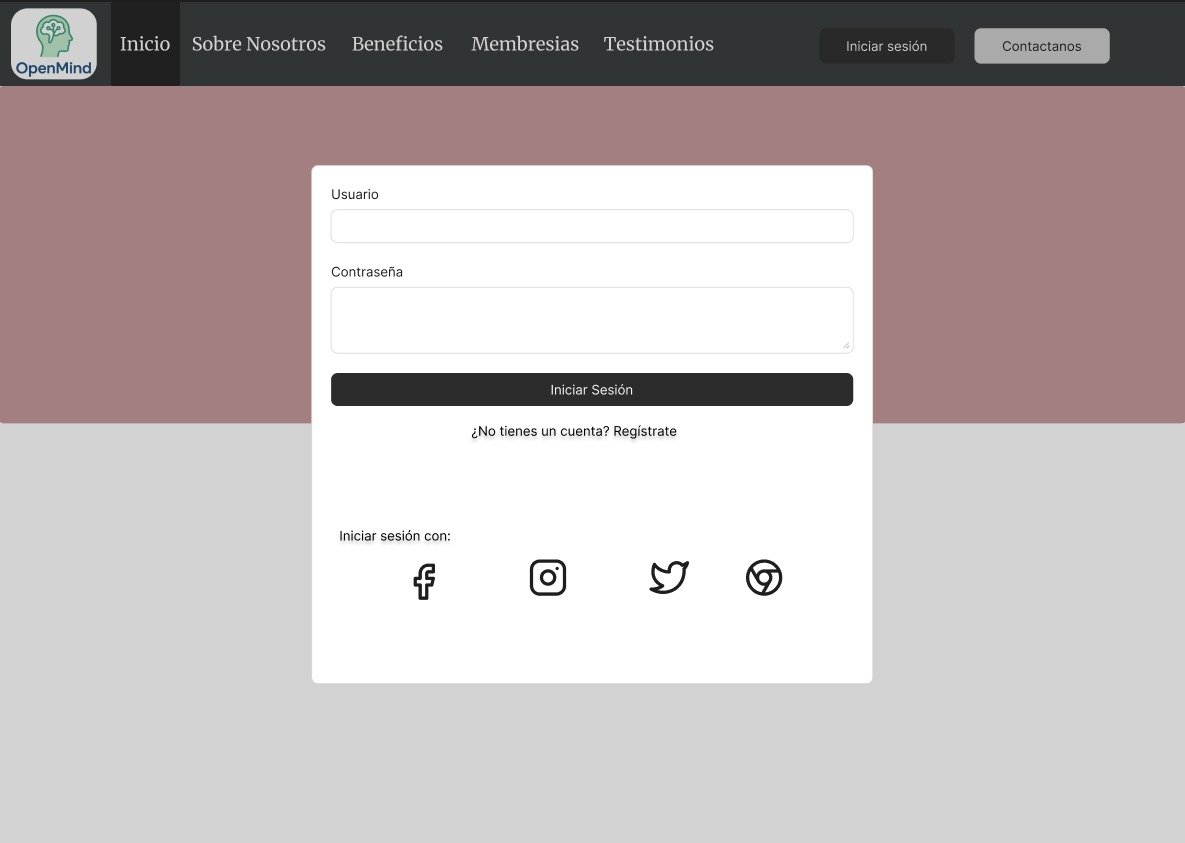 OpenMind
Inicio Sobre Nosotros Beneficios Membresias Testimonios Iniciar sesión Contactanos
Usuario
Contraseña
Iniciar Sesión
¿No tienes un cuenta? Regístrate
Iniciar sesión con: